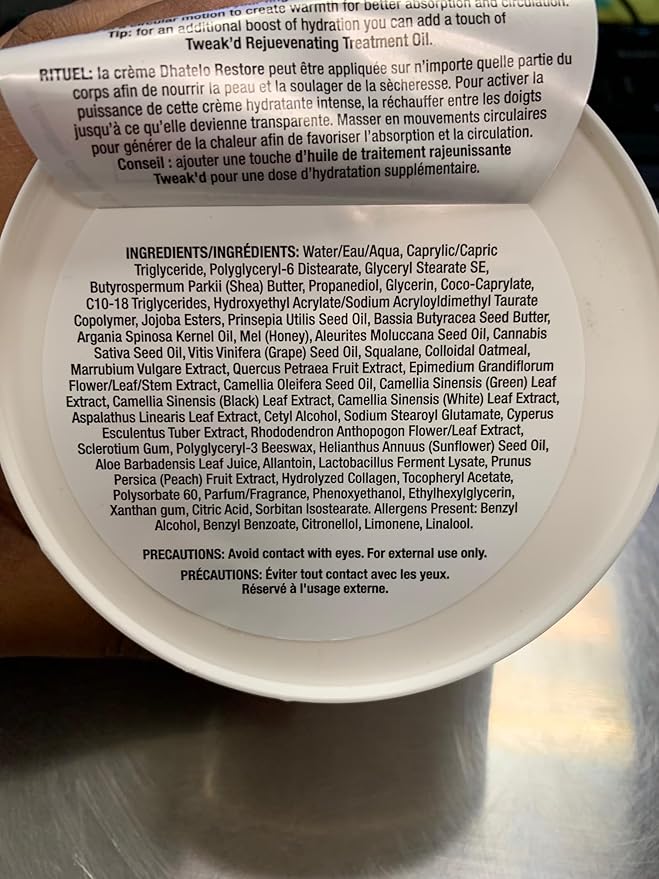 circular motion to create warmth for better absorption and circulation.
Tip: for an additional boost of hydration you can add a touch of
Tweak'd Rejuevenating Treatment Oil.
RITUEL: la crème Dhatelo Restore peut être appliquée sur n'importe quelle partie du
corps afin de nourrir la peau et la soulager de la sècheresse. Pour activer la
puissance de cette crème hydratante intense, la réchauffer entre les doigts
jusqu'à ce qu'elle devienne transparente. Masser en mouvements circulaires
pour générer de la chaleur afin de favoriser l'absorption et la circulation.
Conseil : ajouter une touche d'huile de traitement rajeunissante
Tweak'd pour une dose d'hydratation supplémentaire.
INGREDIENTS/INGRÉDIENTS: Water/Eau/Aqua, Caprylic/Capric
Triglyceride, Polyglyceryl-6 Distearate, Glyceryl Stearate SE,
Butyrospermum Parkii (Shea) Butter, Propanediol, Glycerin, Coco-Caprylate,
C10-18 Triglycerides, Hydroxyethyl Acrylate/Sodium Acryloyldimethyl Taurate
Copolymer, Jojoba Esters, Prinsepia Utilis Seed Oil, Bassia Butyracea Seed Butter,
Argania Spinosa Kernel Oil, Mel (Honey), Aleurites Moluccana Seed Oil, Cannabis
Sativa Seed Oil, Vitis Vinifera (Grape) Seed Oil, Squalane, Colloidal Oatmeal,
Marrubium Vulgare Extract, Quercus Petraea Fruit Extract, Epimedium Grandiflorum
Flower/Leaf/Stem Extract, Camellia Oleifera Seed Oil, Camellia Sinensis (Green) Leaf
Extract, Camellia Sinensis (Black) Leaf Extract, Camellia Sinensis (White) Leaf Extract,
Aspalathus Linearis Leaf Extract, Cetyl Alcohol, Sodium Stearoyl Glutamate, Cyperus
Esculentus Tuber Extract, Rhododendron Anthopogon Flower/Leaf Extract,
Sclerotium Gum, Polyglyceryl-3 Beeswax, Helianthus Annuus (Sunflower) Seed Oil,
Aloe Barbadensis Leaf Juice, Allantoin, Lactobacillus Ferment Lysate, Prunus
Persica (Peach) Fruit Extract, Hydrolyzed Collagen, Tocopheryl Acetate,
Polysorbate 60, Parfum/Fragrance, Phenoxyethanol, Ethylhexylglycerin,
Xanthan gum, Citric Acid, Sorbitan Isostearate. Allergens Present: Benzyl
Alcohol, Benzyl Benzoate, Citronellol, Limonene, Linalool.
PRECAUTIONS: Avoid contact with eyes. For external use only.
PRÉCAUTIONS: Éviter tout contact avec les yeux.
Réservé à l'usage externe.